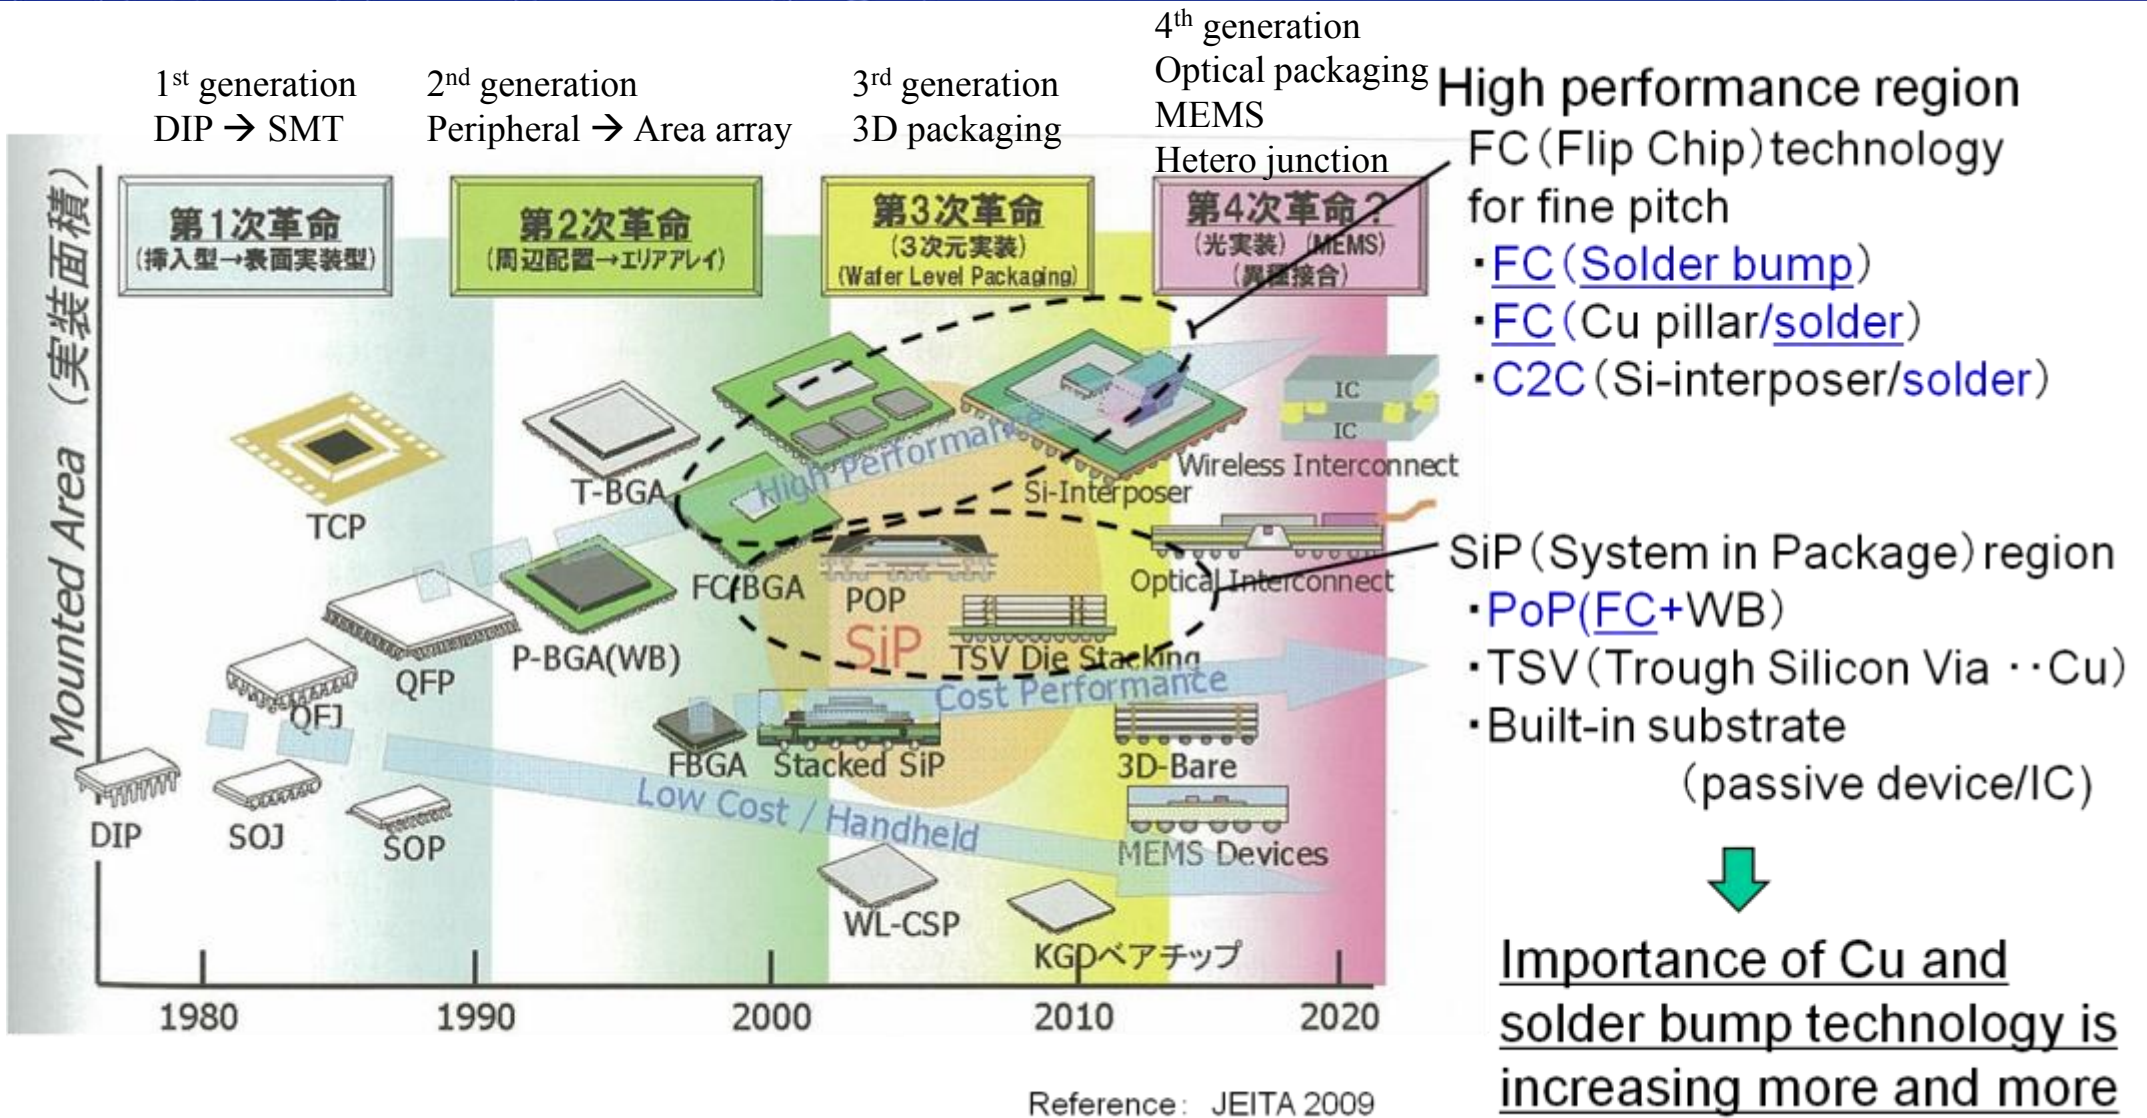 1st generation
DIP → SMT
2nd generation
Peripheral → Area array
3rd generation
3D packaging
4th generation
Optical packaging
MEMS
Hetero junction
第1次革命
(挿入型→表面実装型)
第2次革命
(周辺配置→エリアアレイ)
第3次革命
(3次元実装)
(Wafer Level Packaging)
第4次革命?
(光実装) (MEMS)
(異種接合)
Mounted Area (実装面積)
TCP
T-BGA
High Performance
Si-Interposer
IC
IC
Wireless Interconnect
FC-BGA
POP
Optical Interconnect
QFP
P-BGA(WB)
SiP
TSV Die Stacking
QFJ
Cost Performance
FBGA
Stacked SiP
3D-Bare
DIP
SOJ
SOP
Low Cost / Handheld
MEMS Devices
WL-CSP
KGDベアチップ
1980
1990
2000
2010
2020
Reference: JEITA 2009
High performance region
FC(Flip Chip)technology
for fine pitch
・FC(Solder bump)
・FC(Cu pillar/solder)
・C2C(Si-interposer/solder)
SiP(System in Package)region
・PoP(FC+WB)
・TSV(Trough Silicon Via ‥Cu)
・Built-in substrate
(passive device/IC)
Importance of Cu and
solder bump technology is
increasing more and more